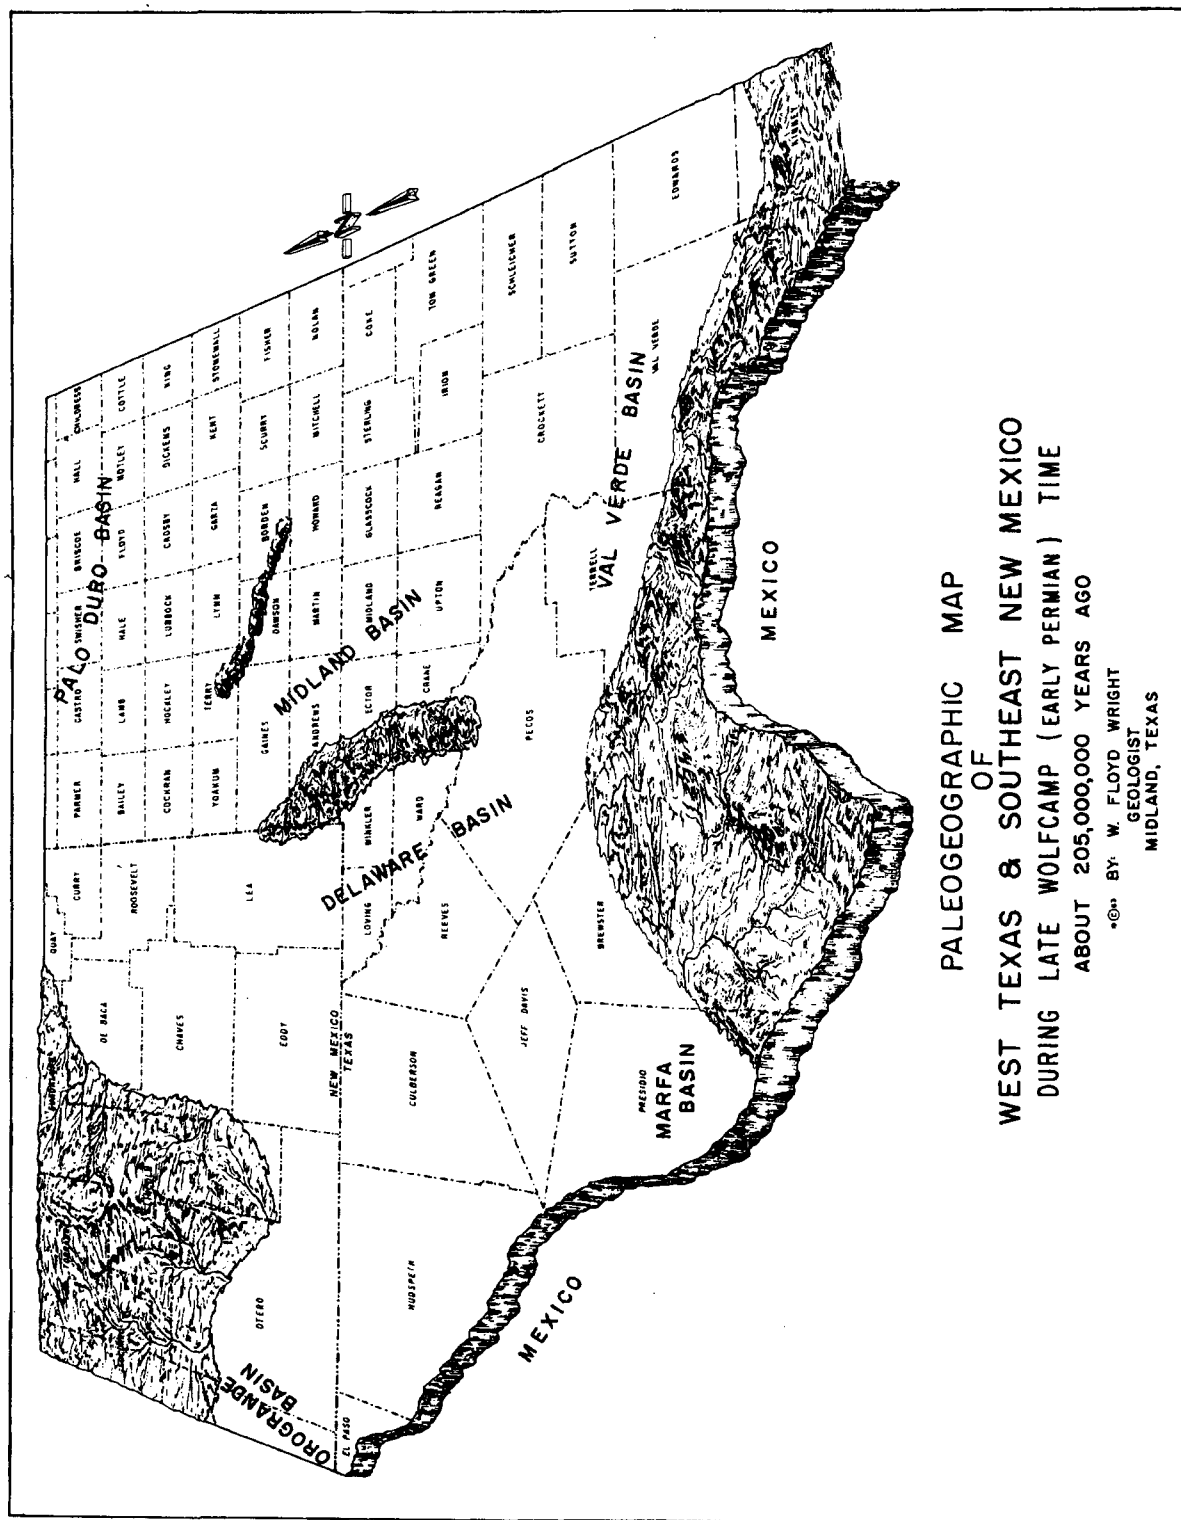 PALEOGEOGRAPHIC MAP
OF
WEST TEXAS & SOUTHEAST NEW MEXICO
DURING LATE WOLFCAMP (EARLY PERMIAN) TIME
ABOUT 205,000,000 YEARS AGO
BY: W. FLOYD WRIGHT
GEOLOGIST
MIDLAND, TEXAS
N
QUAY
CURRY
PARMER
CASTRO
SWISHER
BRISCOE
HALL
CHILDRESS
PALO DURO BASIN
DE BACA
ROOSEVELT
BAILEY
LAMB
HALE
FLOYD
MOTLEY
COTTLE
CHAVES
COCKRAN
HOCKLEY
LUBBOCK
CROSBY
DICKENS
KING
LEA
YOAKUM
TERRY
LYNN
GARZA
KENT
STONEWALL
OTERO
EDDY
GAINES
DAWSON
BORDEN
SCURRY
FISHER
OROGRANDE
BASIN
MIDLAND BASIN
ANDREWS
MARTIN
HOWARD
MITCHELL
NOLAN
NEW MEXICO
TEXAS
EL PASO
LOVING
WINKLER
ECTOR
MIDLAND
GLASSCOCK
STERLING
COKE
HUDSPETH
CULBERSON
REEVES
WARD
CRANE
UPTON
REAGAN
IRION
TOM GREEN
DELAWARE BASIN
JEFF DAVIS
PECOS
CROCKETT
SCHLEICHER
SUTTON
PRESIDIO
MARFA
BASIN
BREWSTER
TERRELL
VAL VERDE BASIN
VAL VERDE
EDWARDS
MEXICO
MEXICO